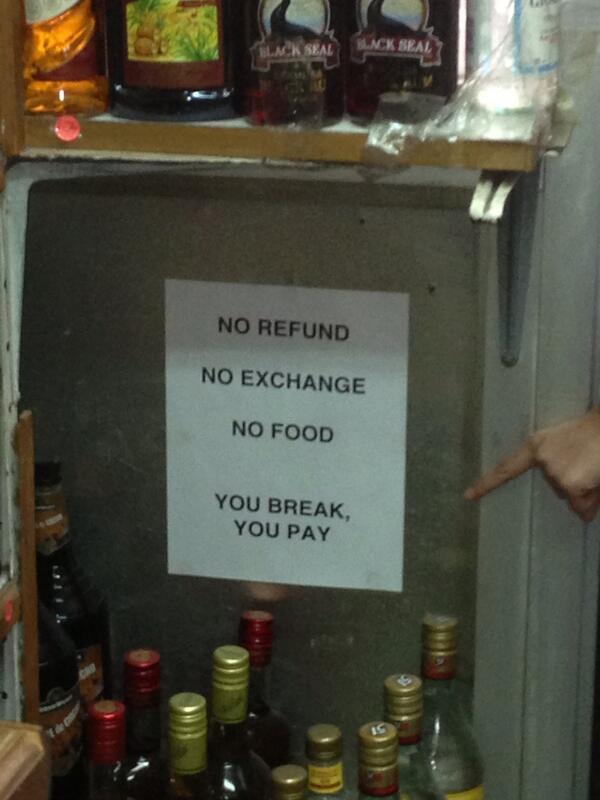 BLACK SEAL
BLACK SEAL
NO REFUND
NO EXCHANGE
NO FOOD
YOU BREAK,
YOU PAY